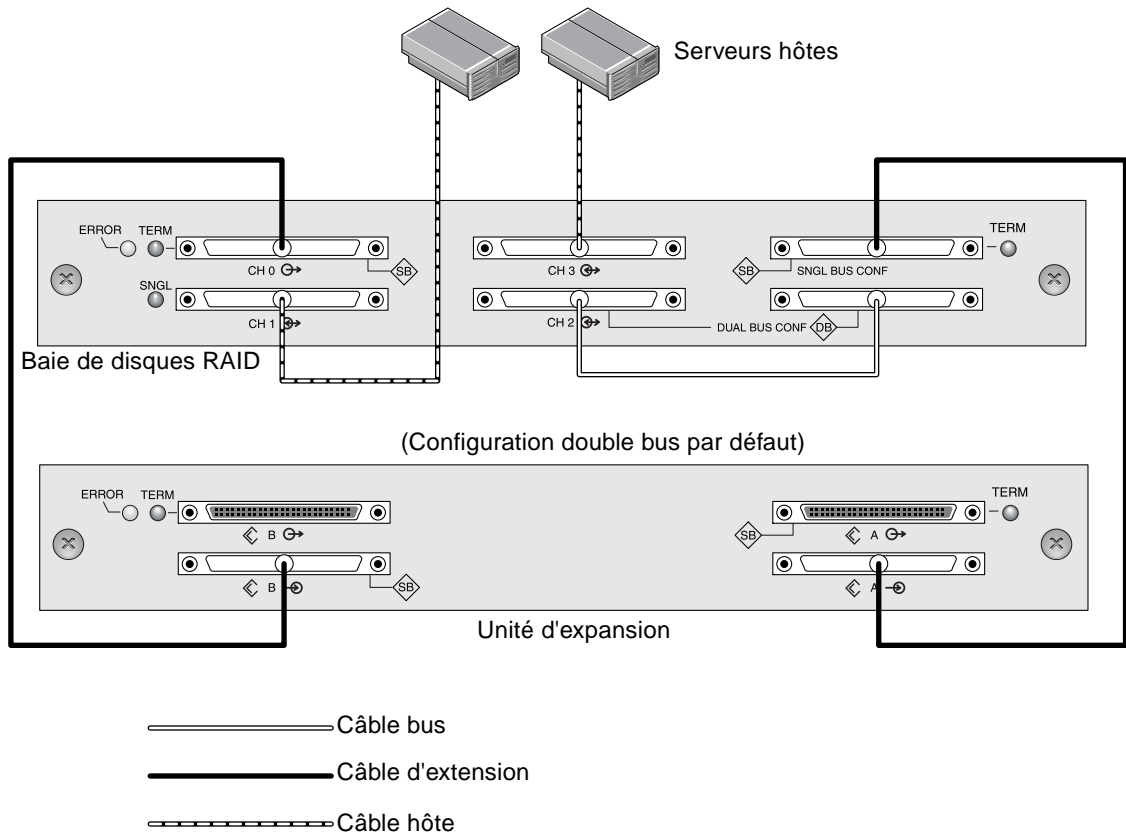 Serveurs hôtes
ERROR TERM
TERM
CH 0
SB
CH 3
SB
SNGL BUS CONF
SNGL
CH 1
CH 2
DUAL BUS CONF
DB
Baie de disques RAID
(Configuration double bus par défaut)
ERROR TERM
TERM
B
SB
A
B
SB
A
Unité d'expansion
Câble bus
Câble d'extension
Câble hôte